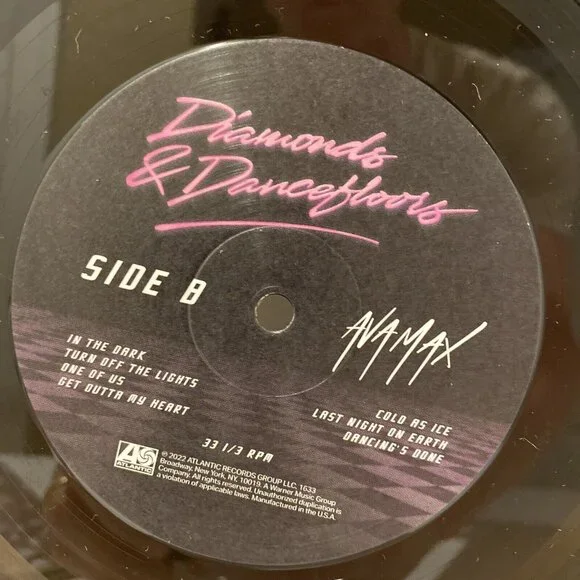 Diamonds
& Dancefloors
SIDE B
AVA MAX
IN THE DARK
TURN OFF THE LIGHTS
ONE OF US
GET OUTTA MY HEART
COLD AS ICE
LAST NIGHT ON EARTH
DANCING'S DONE
33 1/3 RPM
ATLANTIC
℗ 2022 ATLANTIC RECORDS GROUP LLC, 1633
Broadway, New York, NY, 10019. A Warner Music Group
Company. All rights reserved. Unauthorized duplication is
a violation of applicable laws. Manufactured in the U.S.A.